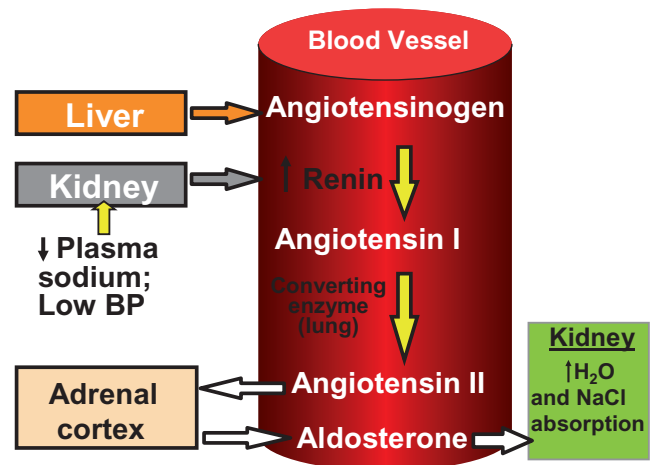 Blood Vessel
Liver
Angiotensinogen
Kidney
↑ Renin
↓ Plasma
sodium;
Low BP
Angiotensin I
Converting
enzyme
(lung)
Angiotensin II
Adrenal
cortex
Aldosterone
Kidney
↑H₂O
and NaCl
absorption